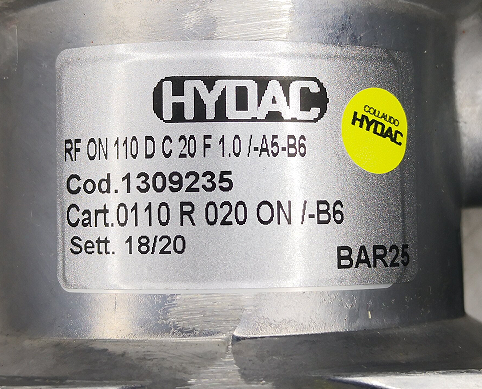 HYDAC
COLLAUDO
HYDAC
RF ON 110 D C 20 F 1.0 /-A5-B6
Cod.1309235
Cart.0110 R 020 ON /-B6
Sett. 18/20
BAR25